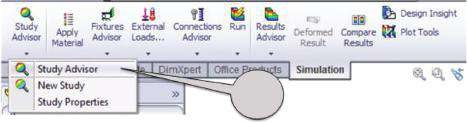 Study Advisor
Apply Material
Fixtures Advisor
External Loads...
Connections Advisor
Run
Results Advisor
Deformed Result
Compare Results
Design Insight
Plot Tools
Study Advisor
New Study
Study Properties
DimXpert
Office Products
Simulation